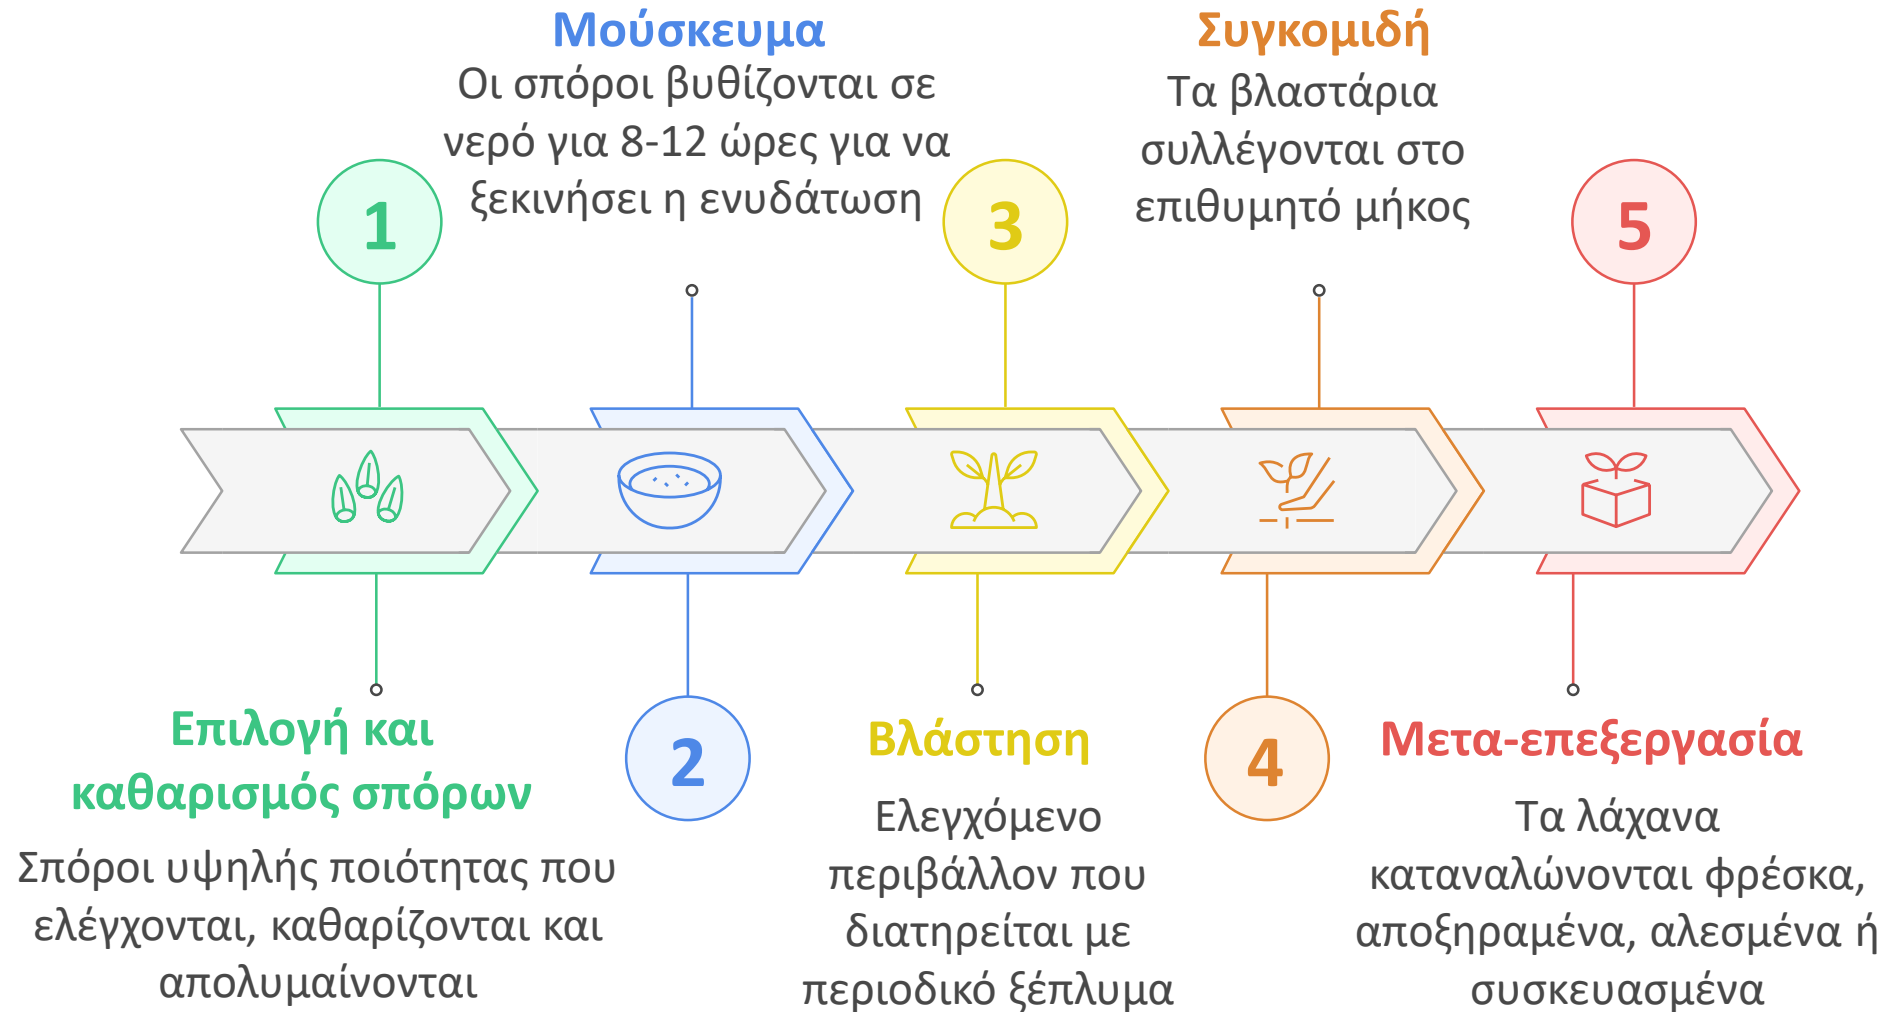 1
Επιλογή και
καθαρισμός σπόρων
Σπόροι υψηλής ποιότητας που
ελέγχονται, καθαρίζονται και
απολυμαίνονται
Μούσκευμα
Οι σπόροι βυθίζονται σε
νερό για 8-12 ώρες για να
ξεκινήσει η ενυδάτωση
2
3
Βλάστηση
Ελεγχόμενο
περιβάλλον που
διατηρείται με
περιοδικό ξέπλυμα
Συγκομιδή
Τα βλαστάρια
συλλέγονται στο
επιθυμητό μήκος
4
5
Μετα-επεξεργασία
Τα λάχανα
καταναλώνονται φρέσκα,
αποξηραμένα, αλεσμένα ή
συσκευασμένα